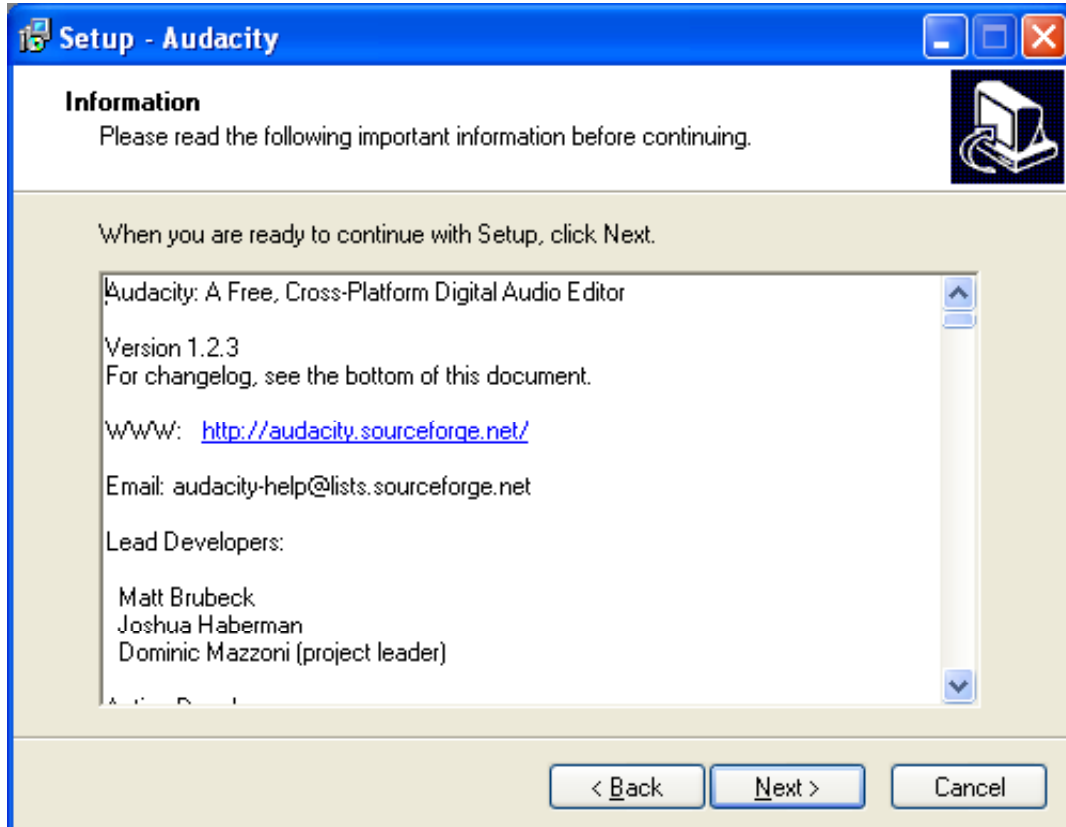 Setup - Audacity
Information
Please read the following important information before continuing.
When you are ready to continue with Setup, click Next.
Audacity: A Free, Cross-Platform Digital Audio Editor
Version 1.2.3
For changelog, see the bottom of this document.
WWW: http://audacity.sourceforge.net/
Email: audacity-help@lists.sourceforge.net
Lead Developers:
Matt Brubeck
Joshua Haberman
Dominic Mazzoni (project leader)
< Back
Next >
Cancel